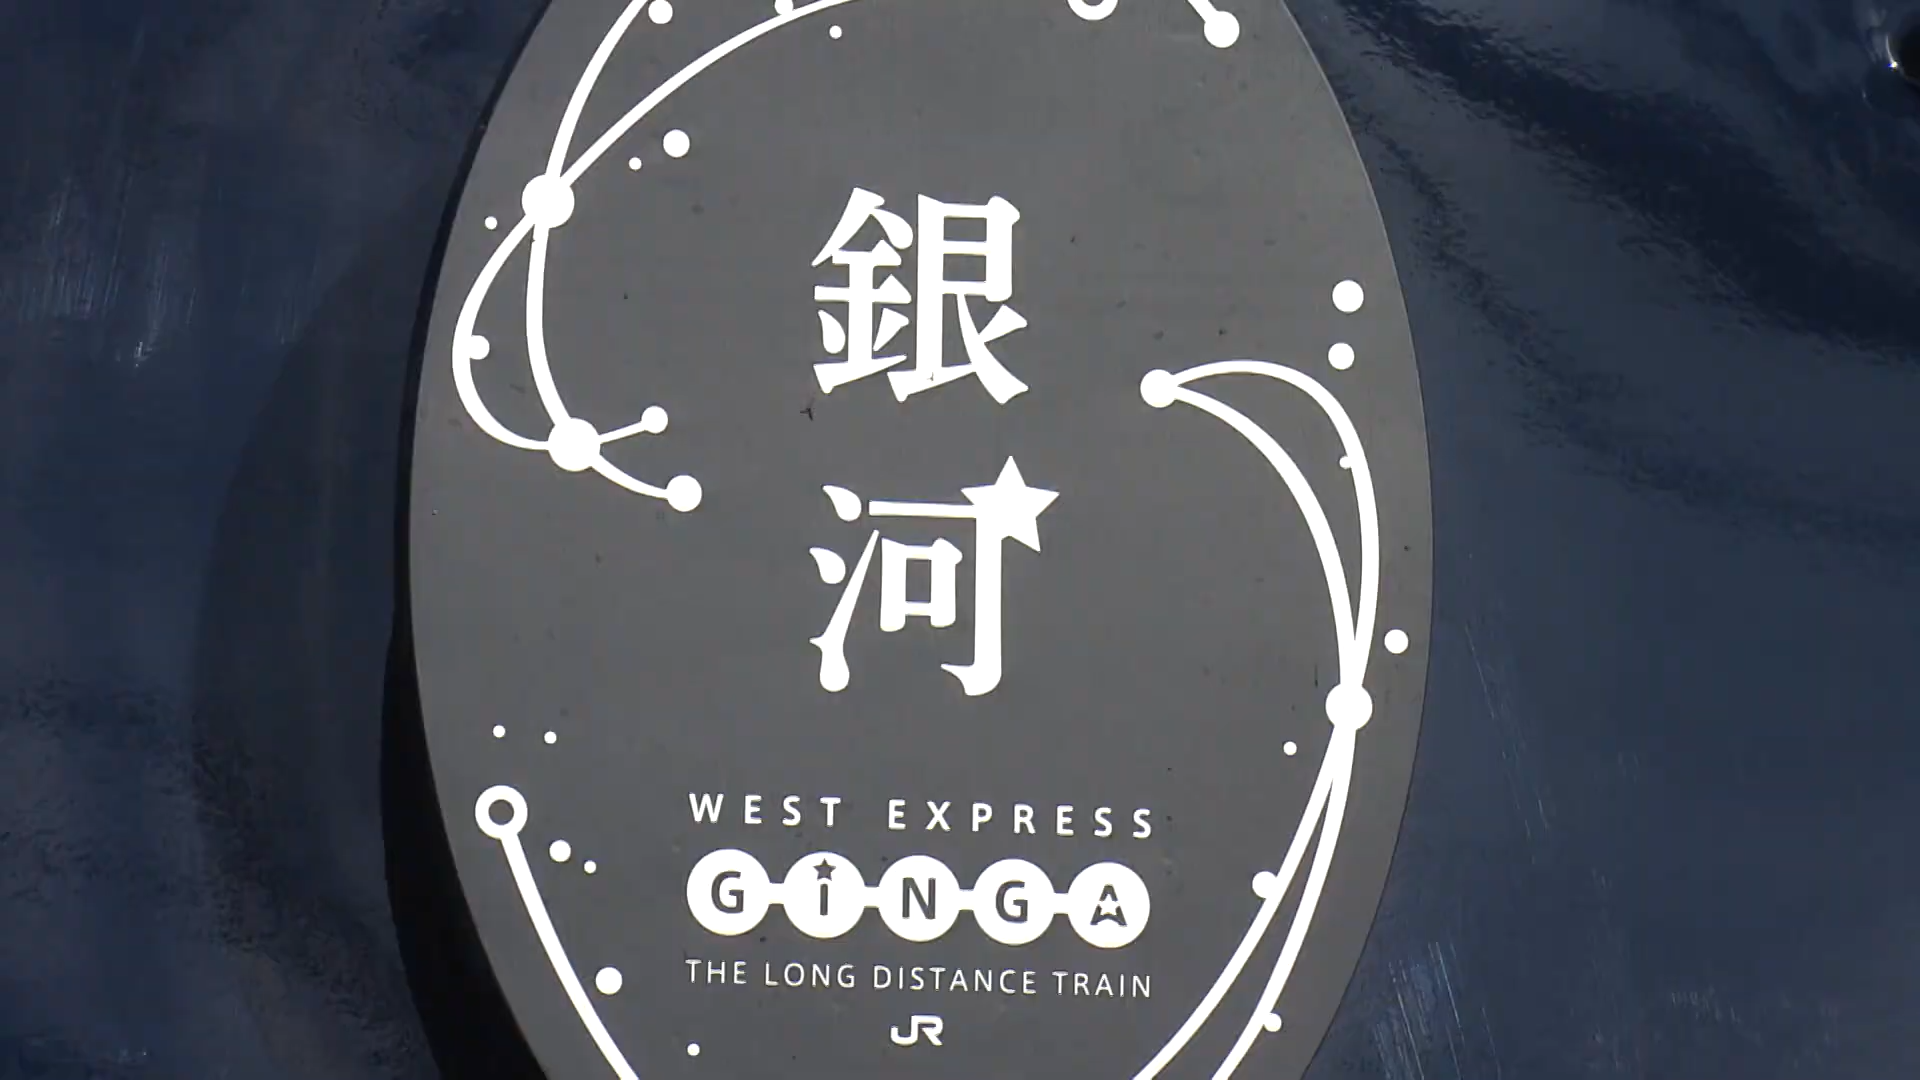 銀河
WEST EXPRESS
GiNGA
THE LONG DISTANCE TRAIN
JR